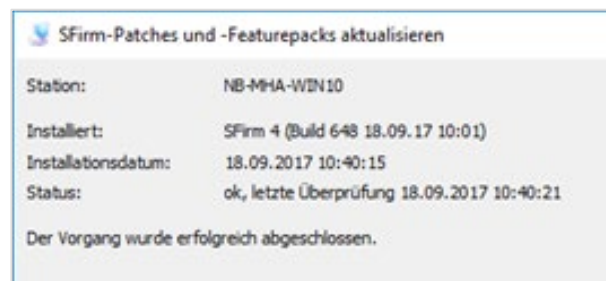 SFirm-Patches und -Featurepacks aktualisieren
Station: NB-MHA-WIN10
Installiert: SFirm 4 (Build 648 18.09.17 10:01)
Installationsdatum: 18.09.2017 10:40:15
Status: ok, letzte Überprüfung 18.09.2017 10:40:21
Der Vorgang wurde erfolgreich abgeschlossen.